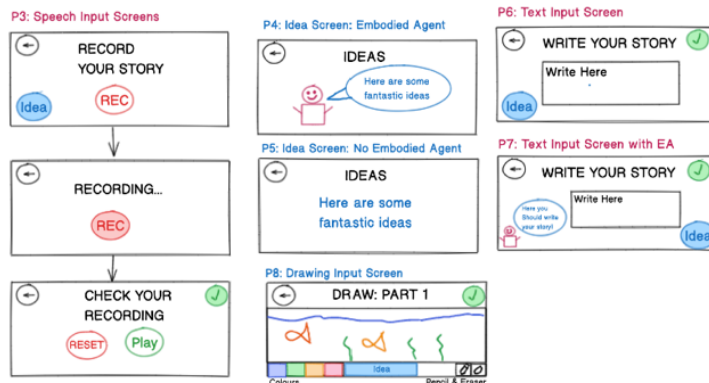 P3: Speech Input Screens
RECORD
YOUR STORY
Idea
REC
RECORDING...
REC
CHECK YOUR
RECORDING
RESET
Play
P4: Idea Screen: Embodied Agent
IDEAS
Here are some
fantastic ideas
P5: Idea Screen: No Embodied Agent
IDEAS
Here are some
fantastic ideas
P8: Drawing Input Screen
DRAW: PART 1
Idea
Colours
Pencil & Eraser
P6: Text Input Screen
WRITE YOUR STORY
Write Here
Idea
P7: Text Input Screen with EA
WRITE YOUR STORY
Write Here
Here you
Should write
your story!
Idea